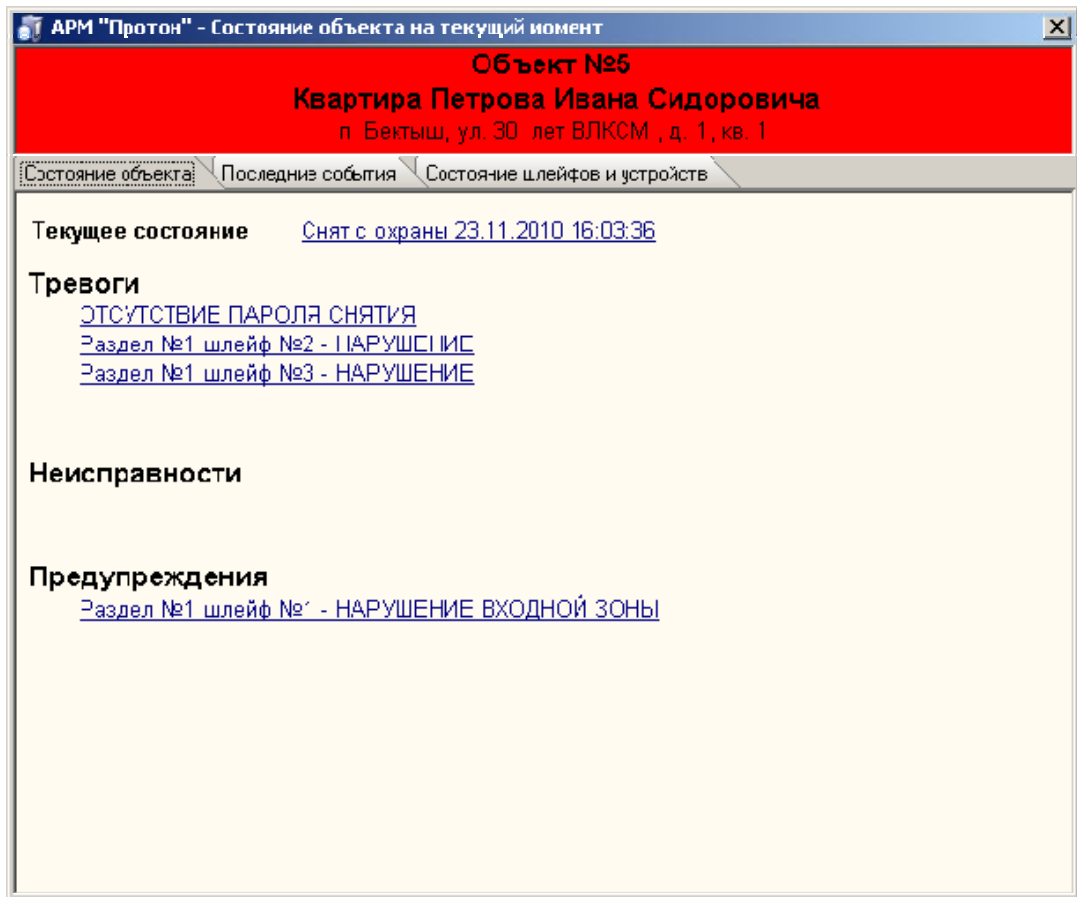 АРМ "Протон" - Состояние объекта на текущий момент
Объект №5
Квартира Петрова Ивана Сидоровича
п Бектыш, ул. 30 лет ВЛКСМ , д. 1, кв. 1
Состояние объекта Последние события Состояние шлейфов и устройств
Текущее состояние Снят с охраны 23.11.2010 16:03:36
Тревоги
ОТСУТСТВИЕ ПАРОЛЯ СНЯТИЯ
Раздел №1 шлейф №2 - НАРУШЕНИЕ
Раздел №1 шлейф №3 - НАРУШЕНИЕ
Неисправности
Предупреждения
Раздел №1 шлейф №1 - НАРУШЕНИЕ ВХОДНОЙ ЗОНЫ